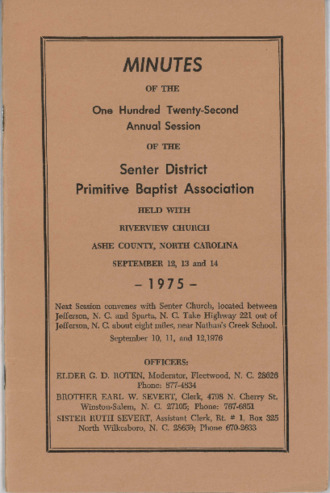 MINUTES
OF THE
One Hundred Twenty-Second
Annual Session
OF THE
Senter District
Primitive Baptist Association
HELD WITH
RIVERVIEW CHURCH
ASHE COUNTY, NORTH CAROLINA
SEPTEMBER 12, 13 and 14
- 1975 -
Next Session convenes with Senter Church, located between
Jefferson, N. C. and Sparta, N. C. Take Highway 221 out of
Jefferson, N. C. about eight miles, near Nathan's Creek School.
September 10, 11, and 12, 1976
OFFICERS:
ELDER G. D. ROTEN, Moderator, Fleetwood, N. C. 28626
Phone: 877-4834
BROTHER EARL W. SEVERT, Clerk, 4798 N. Cherry St.
Winston-Salem, N. C. 27105; Phone: 767-6851
SISTER RUTH SEVERT, Assistant Clerk, Rt. # 1, Box 325
North Wilkesboro, N. C. 28659; Phone 670-2633